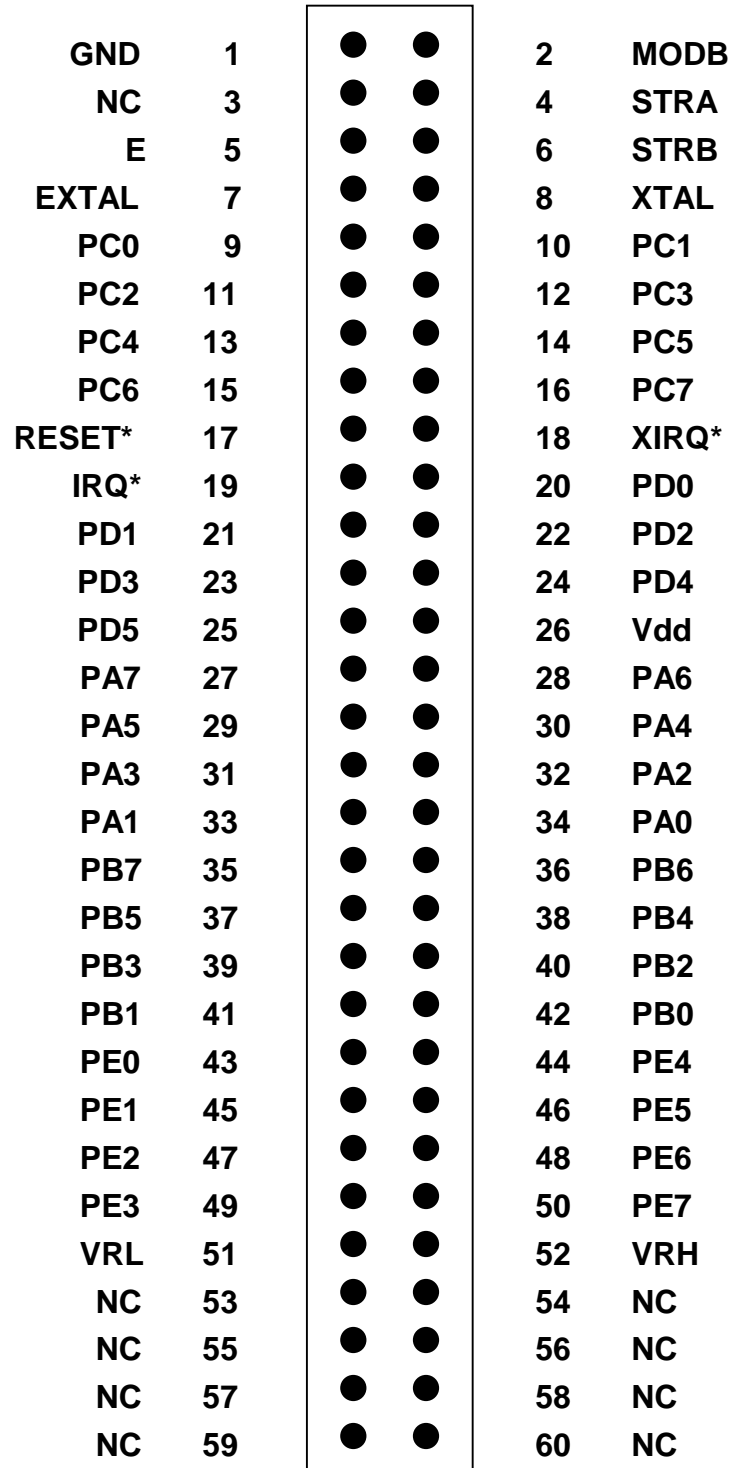 GND 1 2 MODB
NC 3 4 STRA
E 5 6 STRB
EXTAL 7 8 XTAL
PC0 9 10 PC1
PC2 11 12 PC3
PC4 13 14 PC5
PC6 15 16 PC7
RESET* 17 18 XIRQ*
IRQ* 19 20 PD0
PD1 21 22 PD2
PD3 23 24 PD4
PD5 25 26 Vdd
PA7 27 28 PA6
PA5 29 30 PA4
PA3 31 32 PA2
PA1 33 34 PA0
PB7 35 36 PB6
PB5 37 38 PB4
PB3 39 40 PB2
PB1 41 42 PB0
PE0 43 44 PE4
PE1 45 46 PE5
PE2 47 48 PE6
PE3 49 50 PE7
VRL 51 52 VRH
NC 53 54 NC
NC 55 56 NC
NC 57 58 NC
NC 59 60 NC